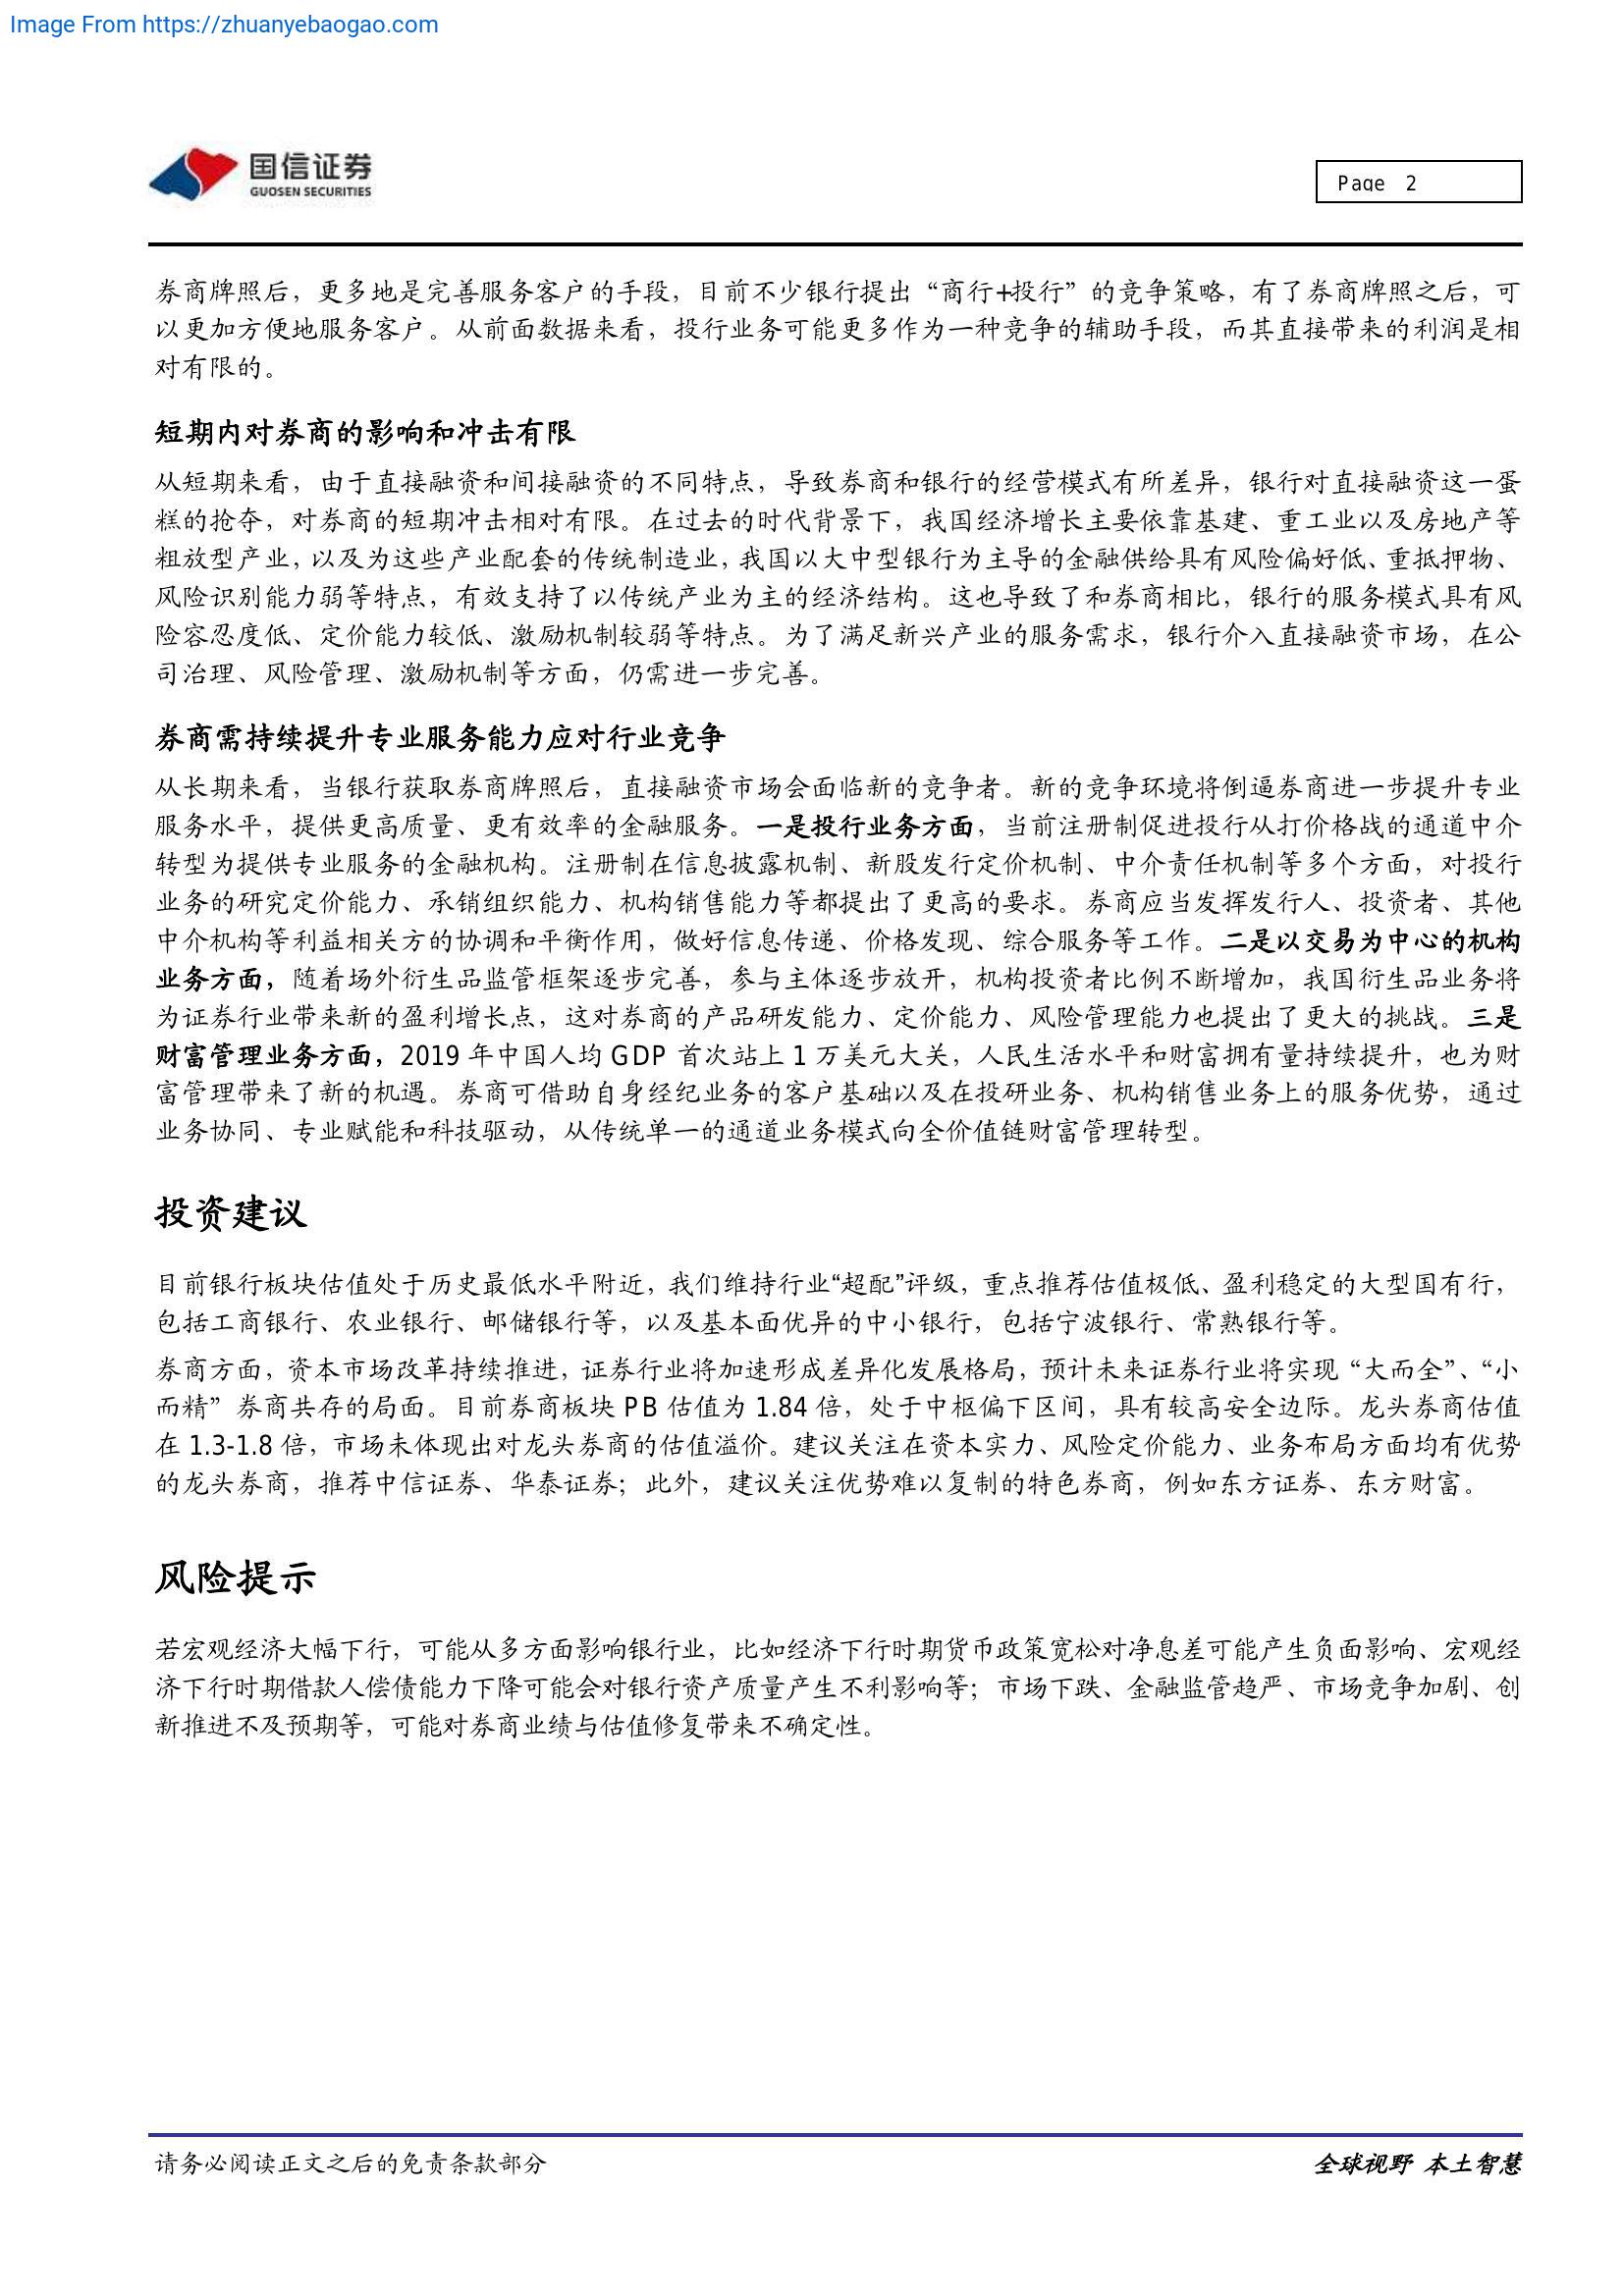 Image From https://zhuanyebaogao.com
国信证券
GUOSEN SECURITIES
Page 2
券商牌照后，更多地是完善服务客户的手段，目前不少银行提出“商行+投行”的竞争策略，有了券商牌照之后，可
以更加方便地服务客户。从前面数据来看，投行业务可能更多作为一种竞争的辅助手段，而其直接带来的利润是相
对有限的。
短期内对券商的影响和冲击有限
从短期来看，由于直接融资和间接融资的不同特点，导致券商和银行的经营模式有所差异，银行对直接融资这一蛋
糕的抢夺，对券商的短期冲击相对有限。在过去的时代背景下，我国经济增长主要依靠基建、重工业以及房地产等
粗放型产业，以及为这些产业配套的传统制造业，我国以大中型银行为主导的金融供给具有风险偏好低、重抵押物、
风险识别能力弱等特点，有效支持了以传统产业为主的经济结构。这也导致了和券商相比，银行的服务模式具有风
险容忍度低、定价能力较低、激励机制较弱等特点。为了满足新兴产业的服务需求，银行介入直接融资市场，在公
司治理、风险管理、激励机制等方面，仍需进一步完善。
券商需持续提升专业服务能力应对行业竞争
从长期来看，当银行获取券商牌照后，直接融资市场会面临新的竞争者。新的竞争环境将倒逼券商进一步提升专业
服务水平，提供更高质量、更有效率的金融服务。一是投行业务方面，当前注册制促进投行从打价格战的通道中介
转型为提供专业服务的金融机构。注册制在信息披露机制、新股发行定价机制、中介责任机制等多个方面，对投行
业务的研究定价能力、承销组织能力、机构销售能力等都提出了更高的要求。券商应当发挥发行人、投资者、其他
中介机构等利益相关方的协调和平衡作用，做好信息传递、价格发现、综合服务等工作。二是以交易为中心的机构
业务方面，随着场外衍生品监管框架逐步完善，参与主体逐步放开，机构投资者比例不断增加，我国衍生品业务将
为证券行业带来新的盈利增长点，这对券商的产品研发能力、定价能力、风险管理能力也提出了更大的挑战。三是
财富管理业务方面，2019 年中国人均 GDP 首次站上 1 万美元大关，人民生活水平和财富拥有量持续提升，也为财
富管理带来了新的机遇。券商可借助自身经纪业务的客户基础以及在投研业务、机构销售业务上的服务优势，通过
业务协同、专业赋能和科技驱动，从传统单一的通道业务模式向全价值链财富管理转型。
投资建议
目前银行板块估值处于历史最低水平附近，我们维持行业“超配”评级，重点推荐估值极低、盈利稳定的大型国有行，
包括工商银行、农业银行、邮储银行等，以及基本面优异的中小银行，包括宁波银行、常熟银行等。
券商方面，资本市场改革持续推进，证券行业将加速形成差异化发展格局，预计未来证券行业将实现“大而全”、“小
而精”券商共存的局面。目前券商板块 PB 估值为 1.84 倍，处于中枢偏下区间，具有较高安全边际。龙头券商估值
在 1.3-1.8 倍，市场未体现出对龙头券商的估值溢价。建议关注在资本实力、风险定价能力、业务布局方面均有优势
的龙头券商，推荐中信证券、华泰证券；此外，建议关注优势难以复制的特色券商，例如东方证券、东方财富。
风险提示
若宏观经济大幅下行，可能从多方面影响银行业，比如经济下行时期货币政策宽松对净息差可能产生负面影响、宏观经
济下行时期借款人偿债能力下降可能会对银行资产质量产生不利影响等；市场下跌、金融监管趋严、市场竞争加剧、创
新推进不及预期等，可能对券商业绩与估值修复带来不确定性。
请务必阅读正文之后的免责条款部分
全球视野 本土智慧